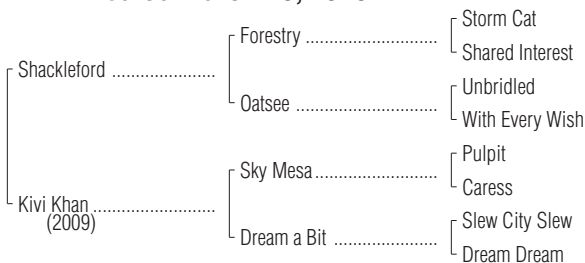 Shackleford ......................
Forestry ............................
Storm Cat
Shared Interest
Oatsee ..............................
Unbridled
With Every Wish
Kivi Khan ..........................
(2009)
Sky Mesa..........................
Pulpit
Caress
Dream a Bit ......................
Slew City Slew
Dream Dream